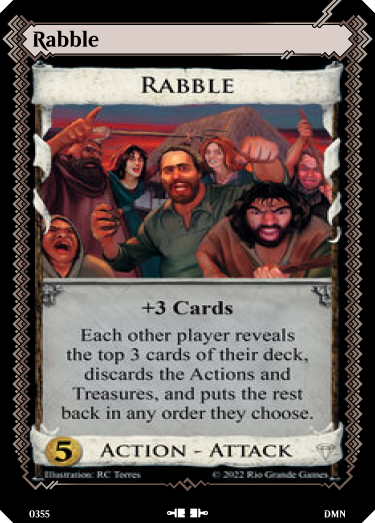 Rabble
RABBLE
+3 Cards
Each other player reveals
the top 3 cards of their deck,
discards the Actions and
Treasures, and puts the rest
back in any order they choose.
5 ACTION - ATTACK
Illustration: RC Torres © 2022 Rio Grande Games
0355 DMN